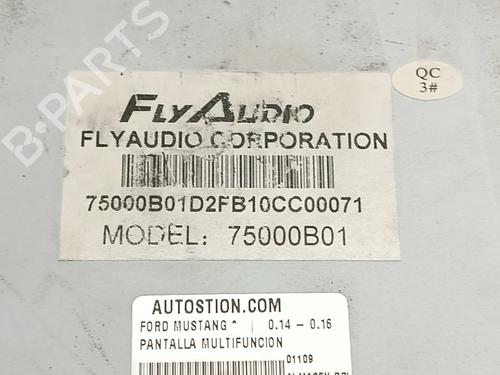 QC
3#
FLYAUDIO
FLYAUDIO CORPORATION
75000B01D2FB10CC00071
MODEL: 75000B01
B-PARTS
AUTOSTION.COM
FORD MUSTANG * | 0.14 - 0.16
PANTALLA MULTIFUNCION
01109